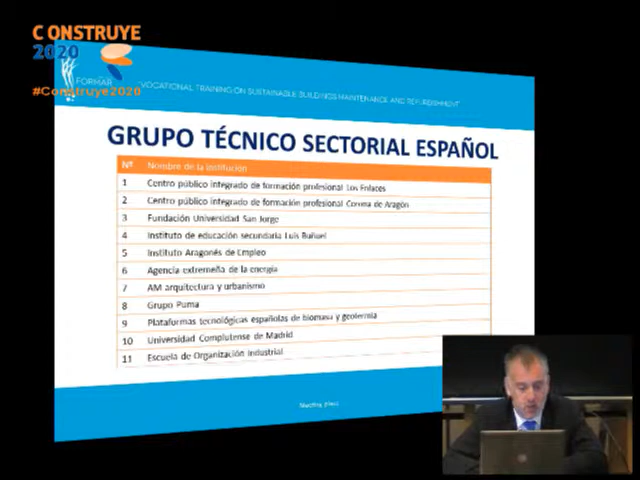 CONSTRUYE
2020
#Construye2020
FORMAR
"VOCATIONAL TRAINING ON SUSTAINABLE BUILDINGS MAINTENANCE AND REFURBISHMENT"
GRUPO TÉCNICO SECTORIAL ESPAÑOL
Nº Nombre de la institución
1 Centro público integrado de formación profesional Los Enlaces
2 Centro público integrado de formación profesional Corona de Aragón
3 Fundación Universidad San Jorge
4 Instituto de educación secundaria Luis Buñuel
5 Instituto Aragonés de Empleo
6 Agencia extremeña de la energía
7 AM arquitectura y urbanismo
8 Grupo Puma
9 Plataformas tecnológicas españolas de biomasa y geotermia
10 Universidad Complutense de Madrid
11 Escuela de Organización Industrial